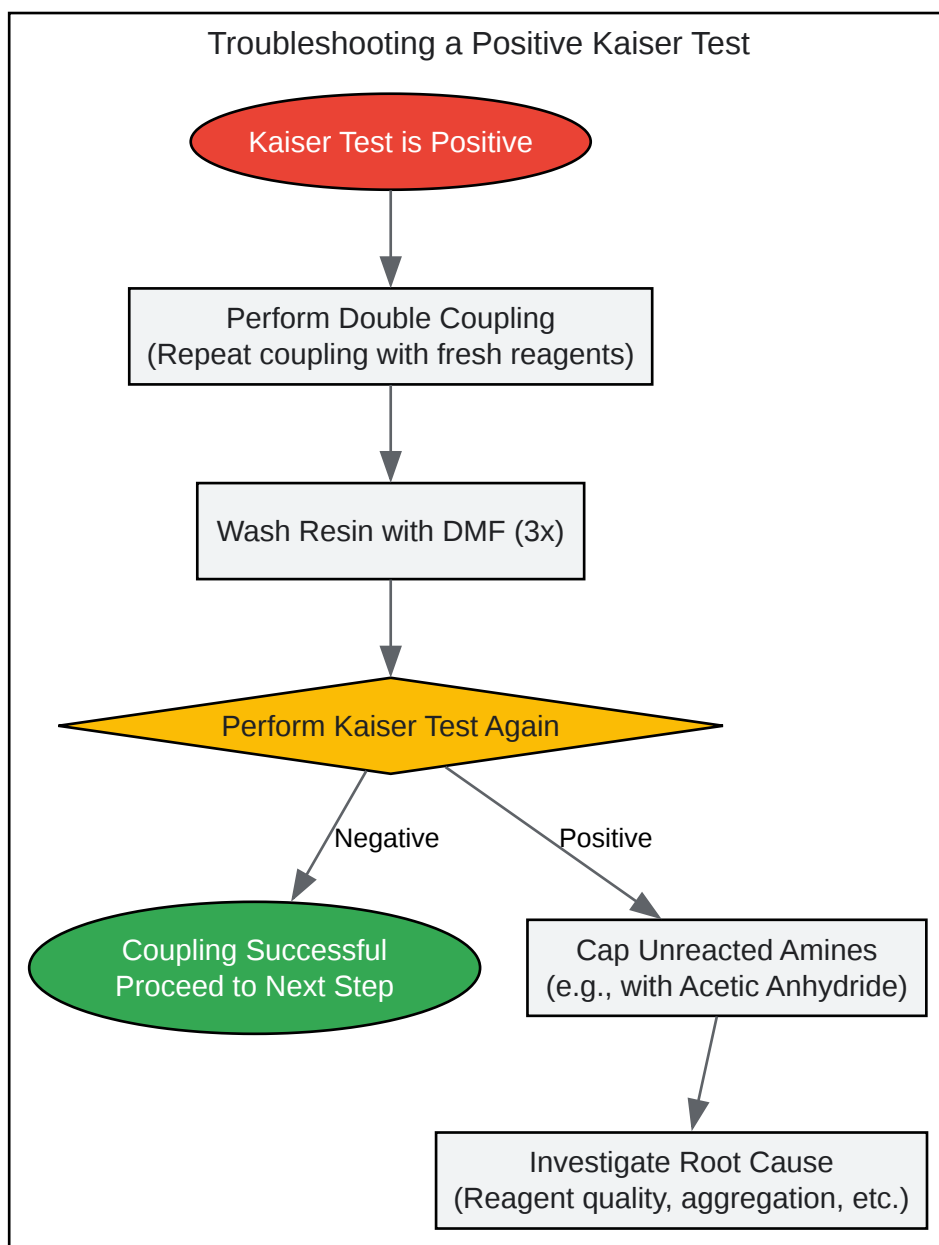 Troubleshooting a Positive Kaiser Test
Kaiser Test is Positive
Perform Double Coupling
(Repeat coupling with fresh reagents)
Wash Resin with DMF (3x)
Perform Kaiser Test Again
Negative
Positive
Coupling Successful
Proceed to Next Step
Cap Unreacted Amines
(e.g., with Acetic Anhydride)
Investigate Root Cause
(Reagent quality, aggregation, etc.)